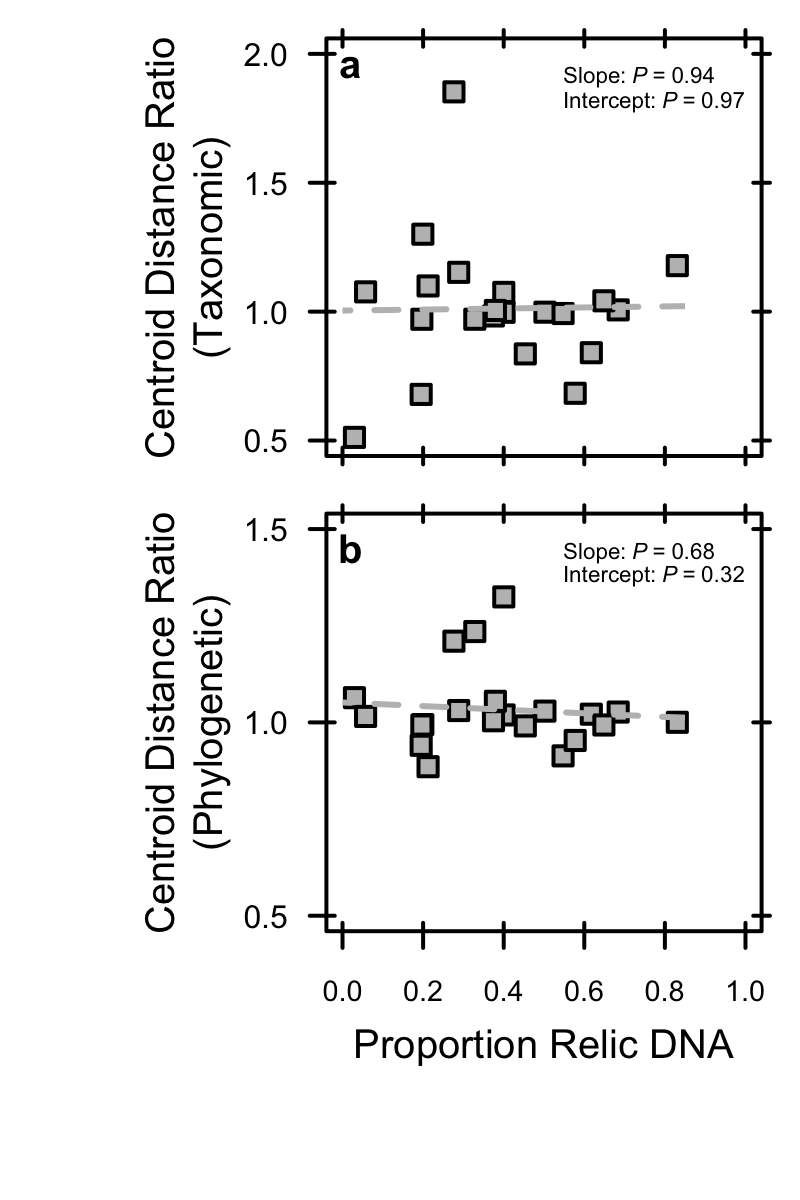 a
Slope: P = 0.94
Intercept: P = 0.97
Centroid Distance Ratio
(Taxonomic)
2.0
1.5
1.0
0.5
b
Slope: P = 0.68
Intercept: P = 0.32
Centroid Distance Ratio
(Phylogenetic)
1.5
1.0
0.5
0.0 0.2 0.4 0.6 0.8 1.0
Proportion Relic DNA